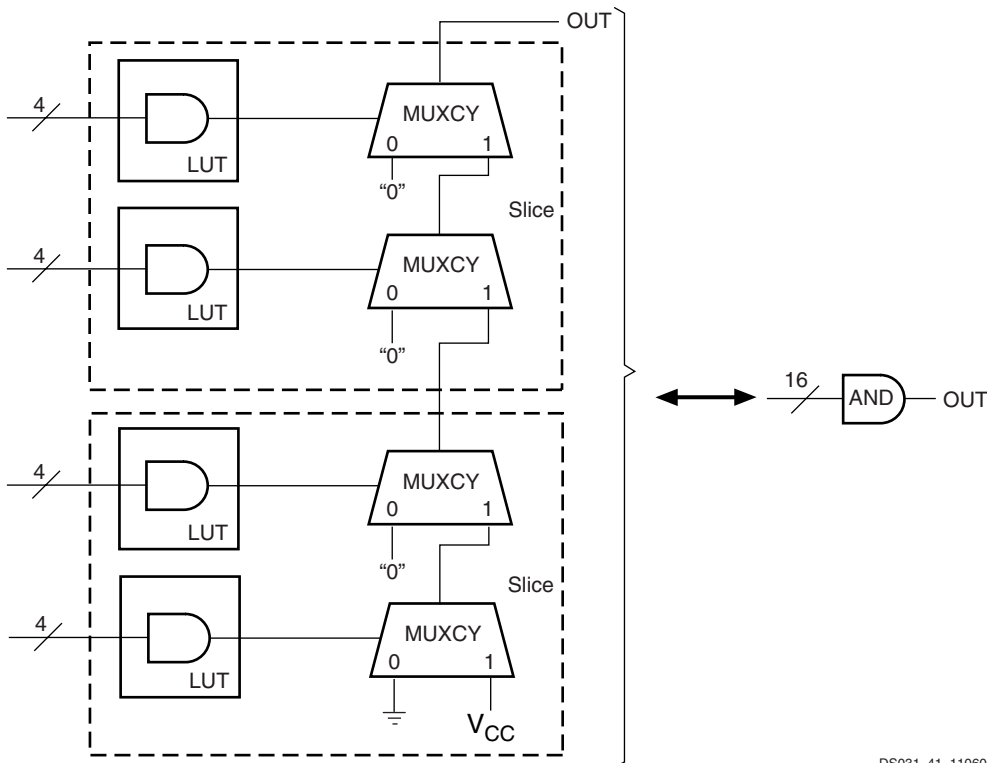 OUT
4
LUT
MUXCY
0 1
“0”
Slice
4
LUT
MUXCY
0 1
“0”
16
AND
OUT
4
LUT
MUXCY
0 1
“0”
Slice
4
LUT
MUXCY
0 1
VCC